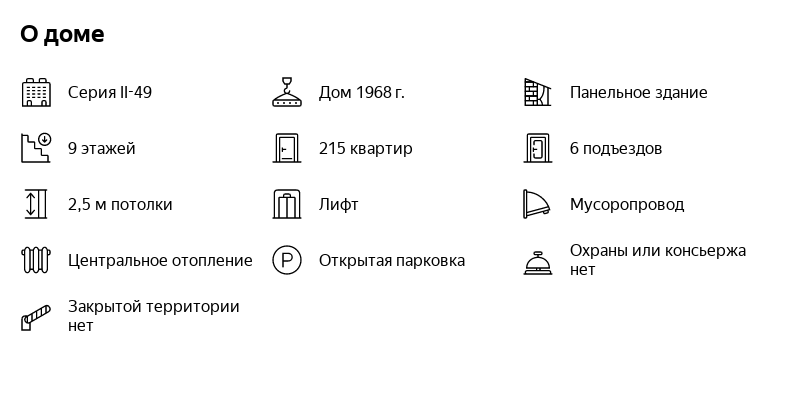 О доме
Серия II-49
Дом 1968 г.
Панельное здание
9 этажей
215 квартир
6 подъездов
2,5 м потолки
Лифт
Мусоропровод
Центральное отопление
P
Открытая парковка
Охраны или консьержа
нет
Закрытой территории
нет